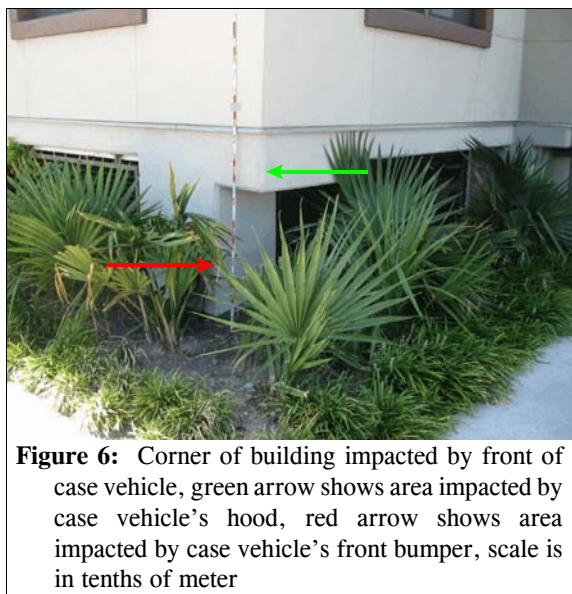 Figure 6: Corner of building impacted by front of
case vehicle, green arrow shows area impacted by
case vehicle's hood, red arrow shows area
impacted by case vehicle's front bumper, scale is
in tenths of meter